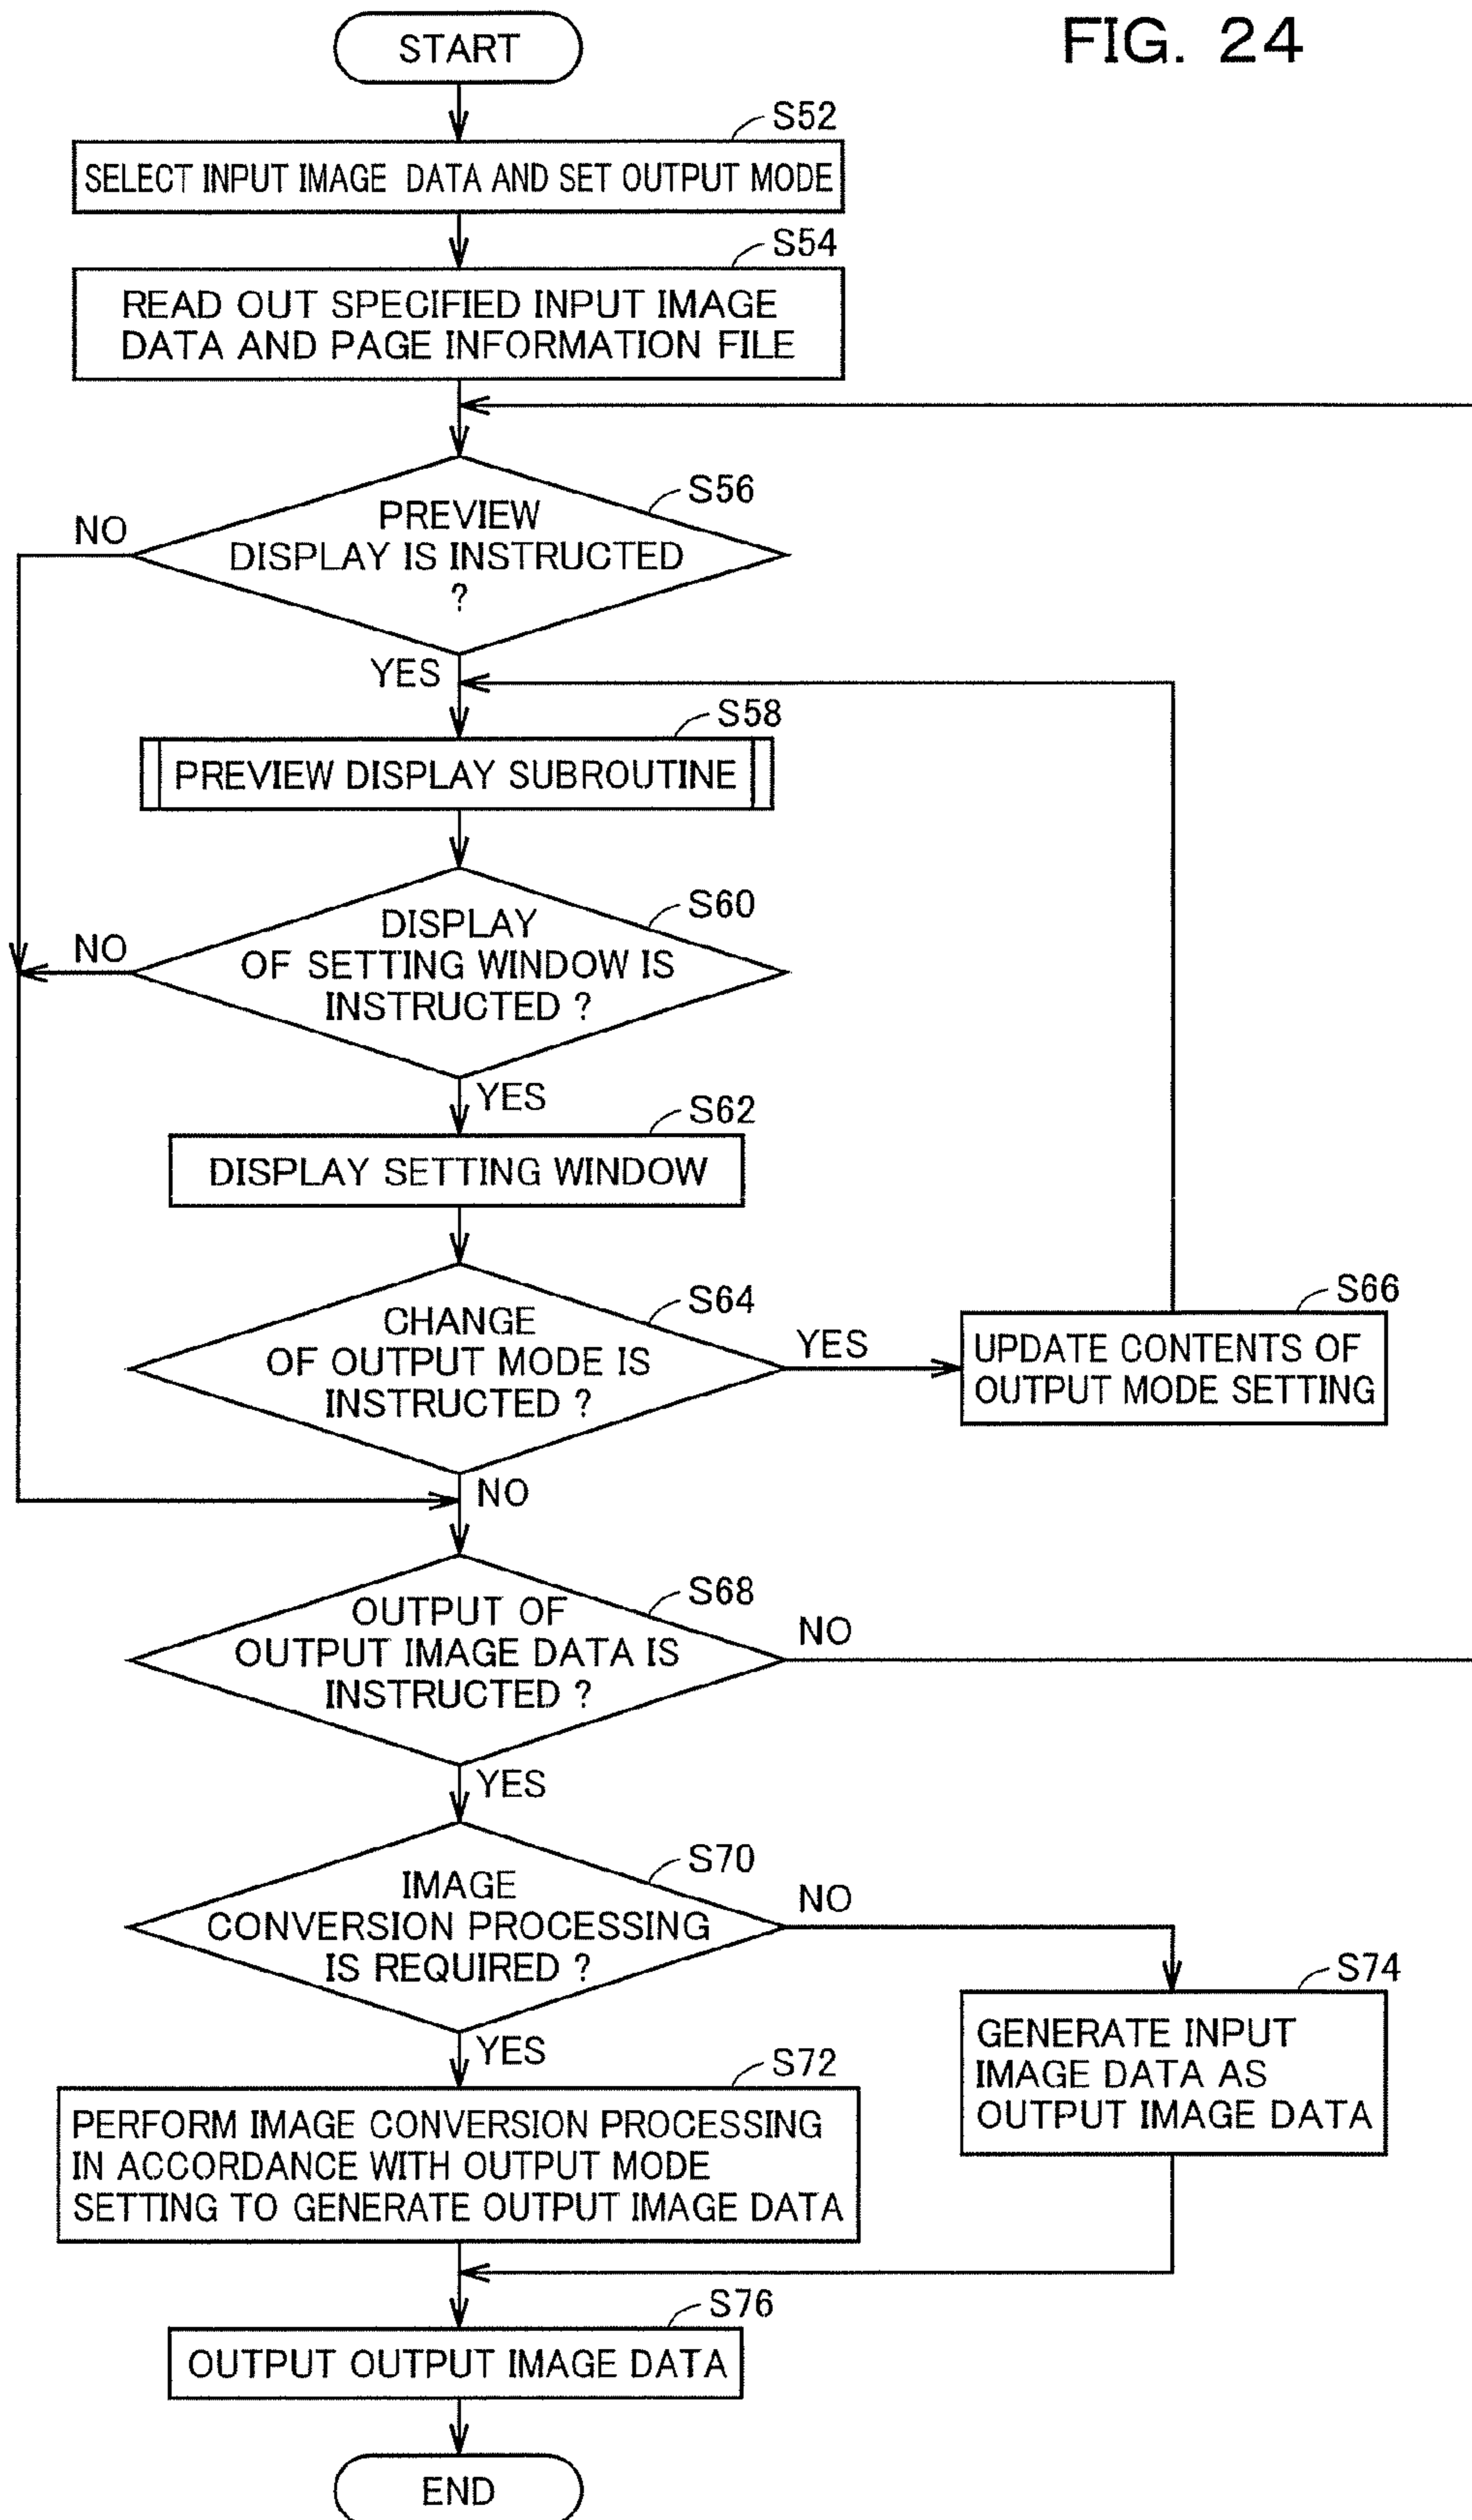 FIG. 24
START
S52
SELECT INPUT IMAGE DATA AND SET OUTPUT MODE
S54
READ OUT SPECIFIED INPUT IMAGE
DATA AND PAGE INFORMATION FILE
S56
PREVIEW
DISPLAY IS INSTRUCTED
?
NO
YES
S58
PREVIEW DISPLAY SUBROUTINE
S60
DISPLAY
OF SETTING WINDOW IS
INSTRUCTED ?
NO
YES
S62
DISPLAY SETTING WINDOW
S64
CHANGE
OF OUTPUT MODE IS
INSTRUCTED ?
YES
S66
UPDATE CONTENTS OF
OUTPUT MODE SETTING
NO
S68
OUTPUT OF
OUTPUT IMAGE DATA IS
INSTRUCTED ?
NO
YES
S70
IMAGE
CONVERSION PROCESSING
IS REQUIRED ?
NO
S74
GENERATE INPUT
IMAGE DATA AS
OUTPUT IMAGE DATA
YES
S72
PERFORM IMAGE CONVERSION PROCESSING
IN ACCORDANCE WITH OUTPUT MODE
SETTING TO GENERATE OUTPUT IMAGE DATA
S76
OUTPUT OUTPUT IMAGE DATA
END